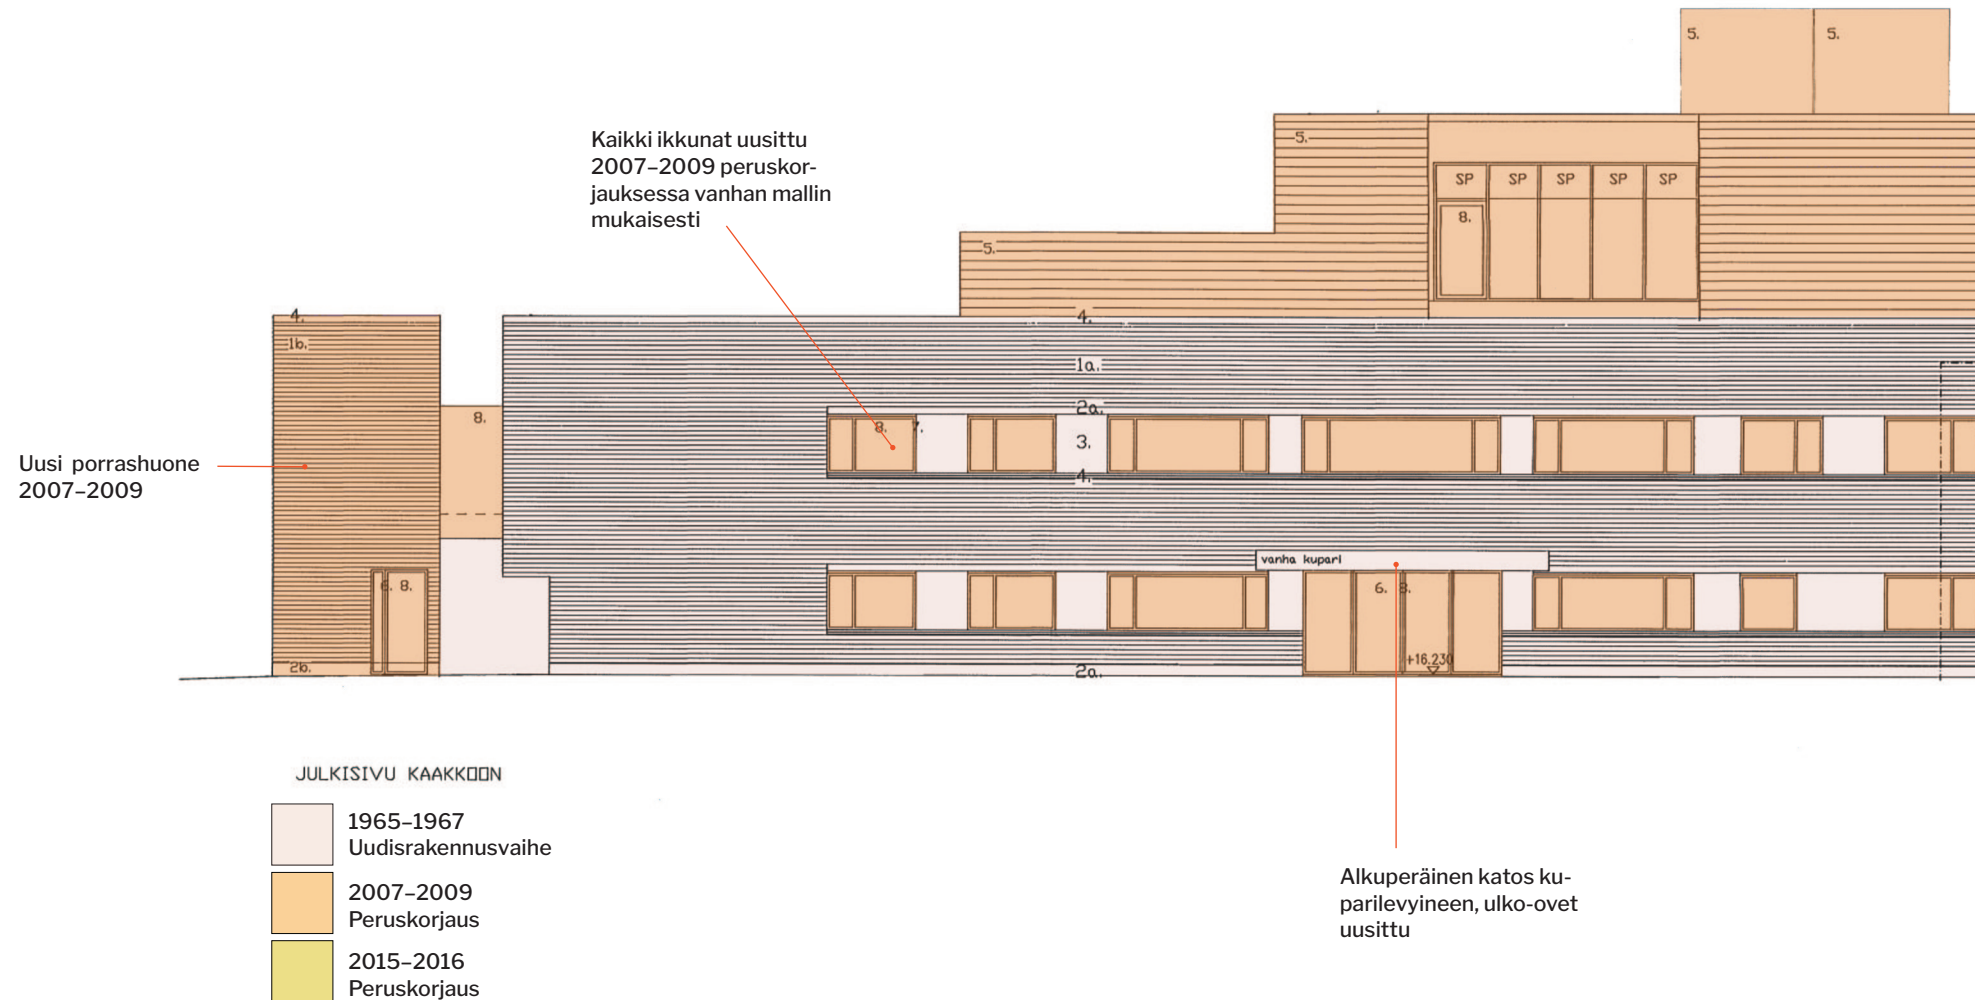 5.
5.
Kaikki ikkunat uusittu
2007–2009 peruskor-
jauksessa vanhan mallin
mukaisesti
5.
SP SP SP SP SP
8.
5.
4.
4.
1b.
1a.
2a.
8.
8. 7.
3.
4.
Uusi porrashuone
2007–2009
vanha kupari
6. 8.
6. 8.
+16.230
2b.
2a.
JULKISIVU KAAKKOON
1965–1967
Uudisrakennusvaihe
2007–2009
Peruskorjaus
2015–2016
Peruskorjaus
Alkuperäinen katos ku-
parilevyineen, ulko-ovet
uusittu